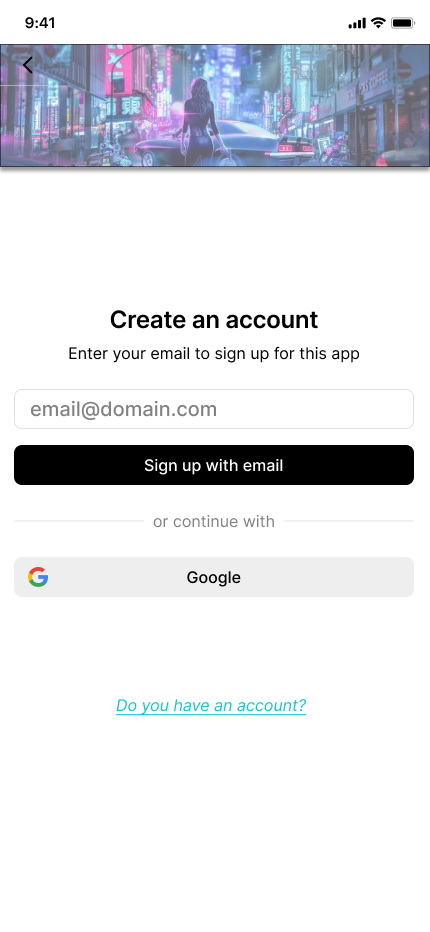 9:41
Create an account
Enter your email to sign up for this app
email@domain.com
Sign up with email
or continue with
Google
Do you have an account?